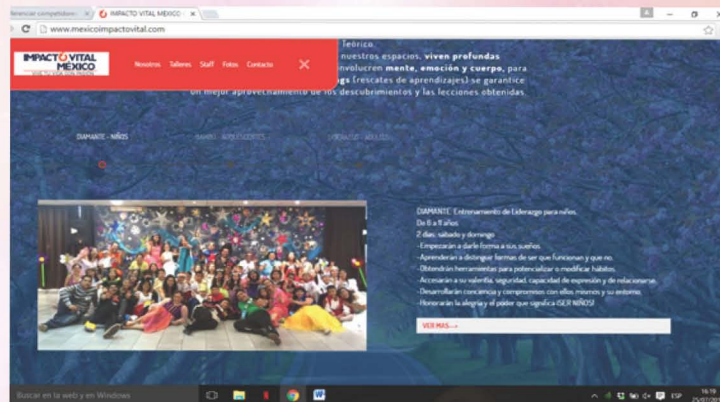 IMPACTO VITAL MEXICO
www.mexicoimpactovital.com
IMPACTO VITAL
MÉXICO
Nosotros Talleres Staff Fotos Contacto
Teórico
nuestros espacios, viven profundas
involucren mente, emoción y cuerpo, para
(rescates de aprendizajes) se garantice
un mejor aprovechamiento de los descubrimientos y las lecciones obtenidas
DIAMANTE - NIÑOS
DIAMANTE: Entrenamiento de Liderazgo para niños.
De 8 a 11 años
2 días, sábado y domingo
-Empezarán a darle forma a sus sueños.
-Aprenderán a distinguir formas de ser que funcionan y que no.
-Obtendrán herramientas para potencializar o modificar hábitos.
-Accesarán a su valentía, seguridad, capacidad de expresión y de relacionarse.
-Desarrollarán conciencia y compromisos con ellos mismos y su entorno.
-Honorarán la alegría y el poder que significa ¡SER NIÑOS!
VER MAS-->
Buscar en la web y en Windows
ESP
16:19